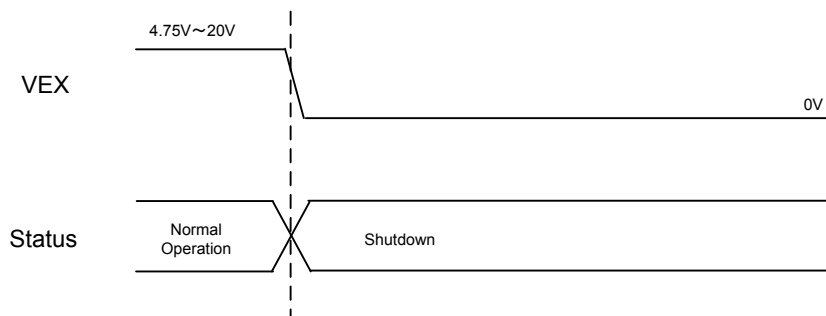 4.75V～20V
VEX
0V
Status
Normal
Operation
Shutdown